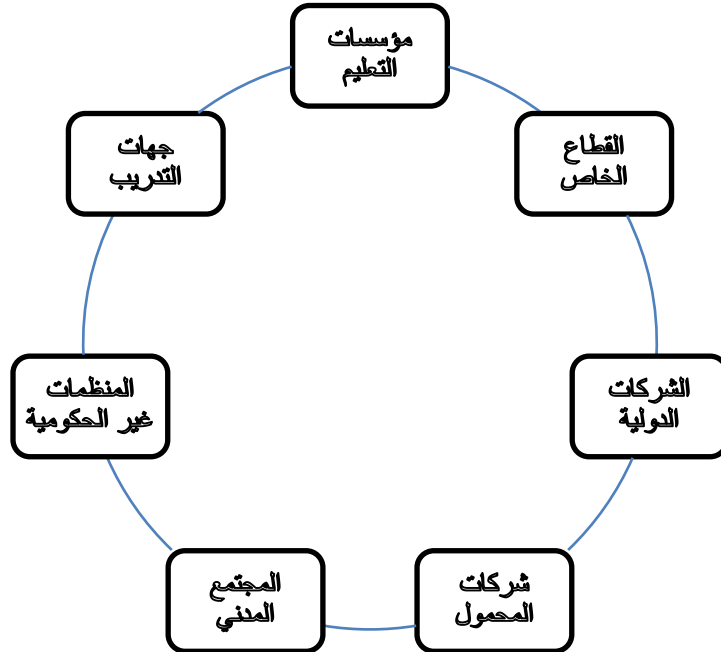 مؤسسات
التعليم
القطاع
الخاص
الشركات
الدولية
شركات
المحمول
المجتمع
المدني
المنظمات
غير الحكومية
جهات
التدريب